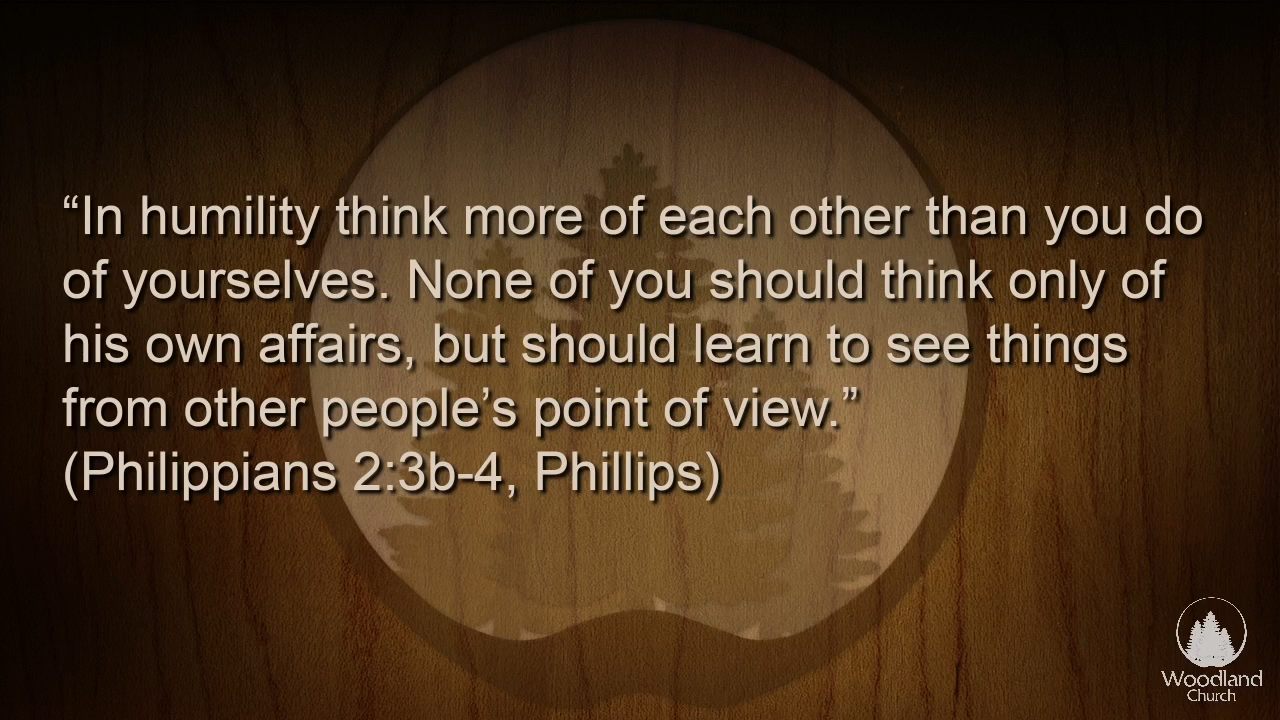 “In humility think more of each other than you do
of yourselves. None of you should think only of
his own affairs, but should learn to see things
from other people’s point of view.”
(Philippians 2:3b-4, Phillips)
Woodland
Church